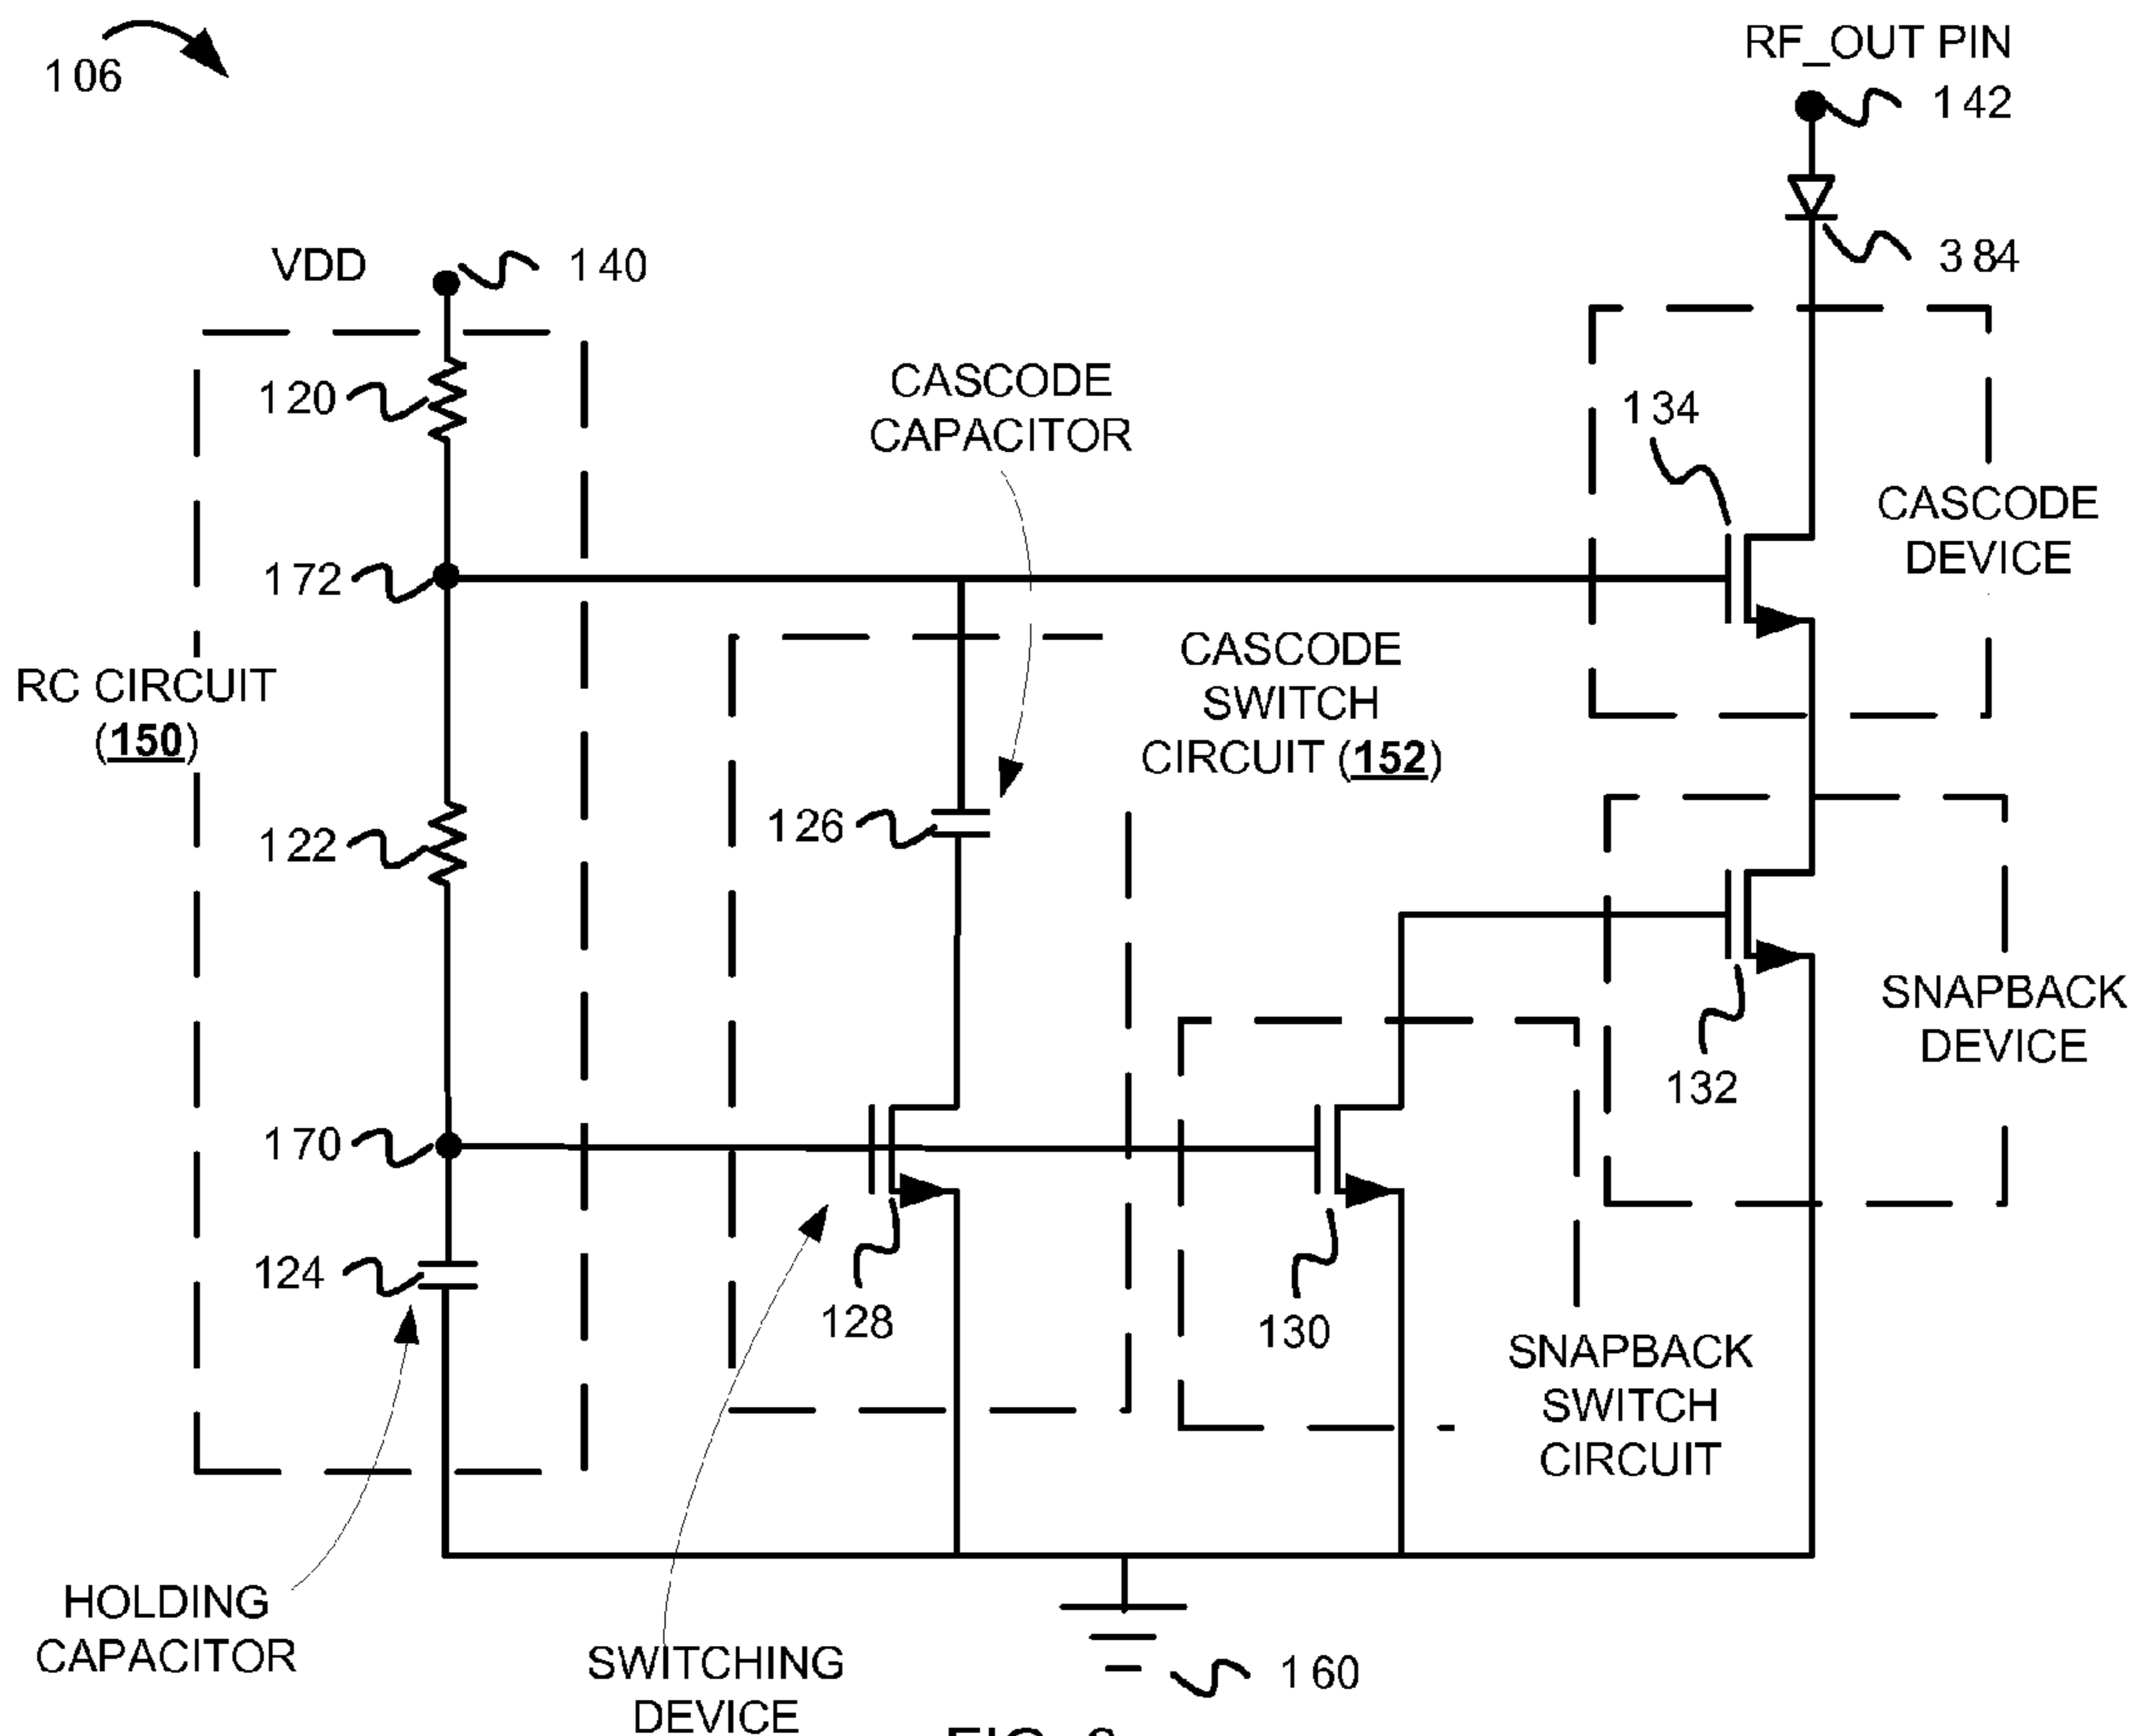 106
RF_OUT PIN
142
384
VDD
140
120
CASCODE
CAPACITOR
134
CASCODE
DEVICE
172
RC CIRCUIT
(150)
CASCODE
SWITCH
CIRCUIT (152)
126
122
SNAPBACK
DEVICE
132
170
124
128
130
SNAPBACK
SWITCH
CIRCUIT
HOLDING
CAPACITOR
SWITCHING
DEVICE
160
FIG.